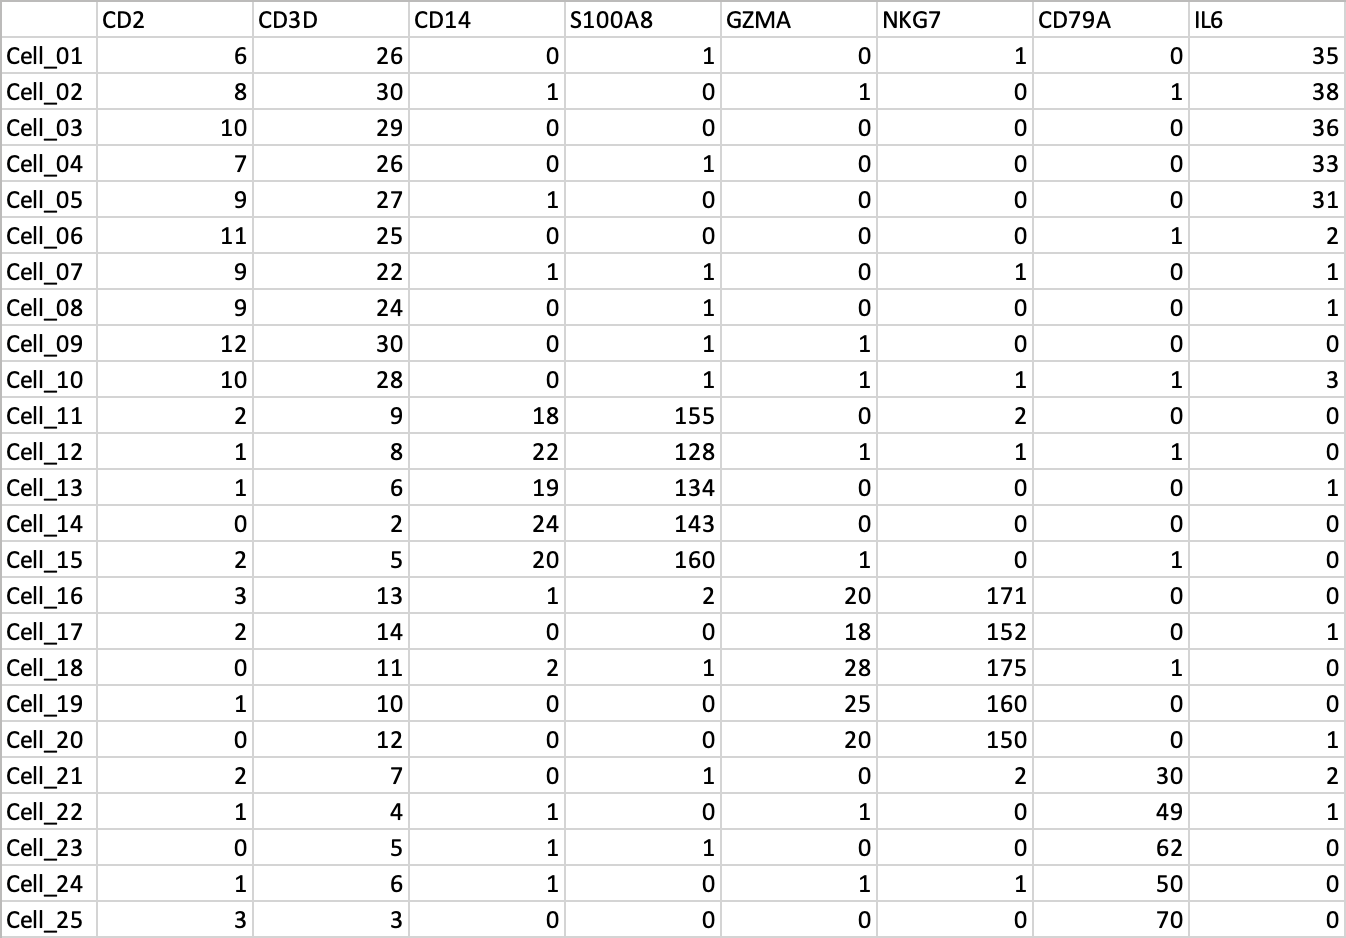 CD2 CD3D CD14 S100A8 GZMA NKG7 CD79A IL6
Cell_01 6 26 0 1 0 1 0 35
Cell_02 8 30 1 0 1 0 1 38
Cell_03 10 29 0 0 0 0 0 36
Cell_04 7 26 0 1 0 0 0 33
Cell_05 9 27 1 0 0 0 0 31
Cell_06 11 25 0 0 0 0 1 2
Cell_07 9 22 1 1 0 1 0 1
Cell_08 9 24 0 1 0 0 0 1
Cell_09 12 30 0 1 1 0 0 0
Cell_10 10 28 0 1 1 1 1 3
Cell_11 2 9 18 155 0 2 0 0
Cell_12 1 8 22 128 1 1 1 0
Cell_13 1 6 19 134 0 0 0 1
Cell_14 0 2 24 143 0 0 0 0
Cell_15 2 5 20 160 1 0 1 0
Cell_16 3 13 1 2 20 171 0 0
Cell_17 2 14 0 0 18 152 0 1
Cell_18 0 11 2 1 28 175 1 0
Cell_19 1 10 0 0 25 160 0 0
Cell_20 0 12 0 0 20 150 0 1
Cell_21 2 7 0 1 0 2 30 2
Cell_22 1 4 1 0 1 0 49 1
Cell_23 0 5 1 1 0 0 62 0
Cell_24 1 6 1 0 1 1 50 0
Cell_25 3 3 0 0 0 0 70 0